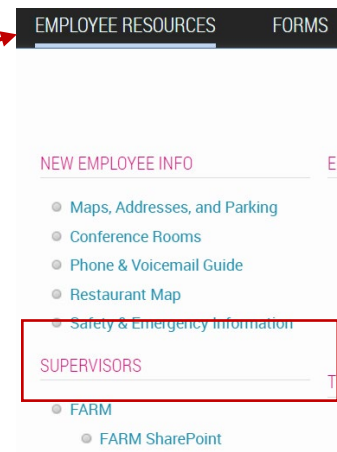 EMPLOYEE RESOURCES FORMS
NEW EMPLOYEE INFO E
Maps, Addresses, and Parking
Conference Rooms
Phone & Voicemail Guide
Restaurant Map
Safety & Emergency Information
SUPERVISORS
T
FARM
FARM SharePoint